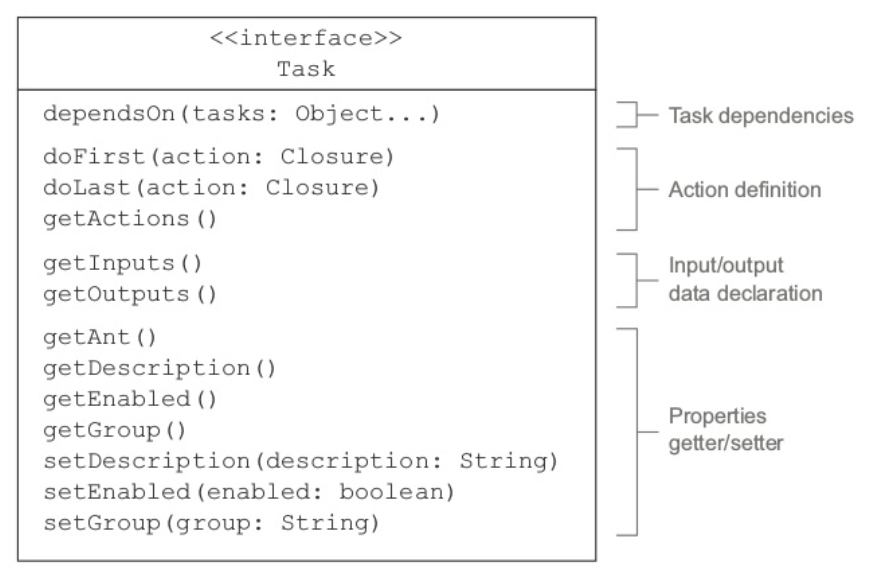 <<interface>>
Task
dependsOn(tasks: Object...)
Task dependencies
doFirst(action: Closure)
doLast(action: Closure)
getActions()
Action definition
getInputs()
getOutputs()
Input/output
data declaration
getAnt()
getDescription()
getEnabled()
getGroup()
setDescription(description: String)
setEnabled(enabled: boolean)
setGroup(group: String)
Properties
getter/setter